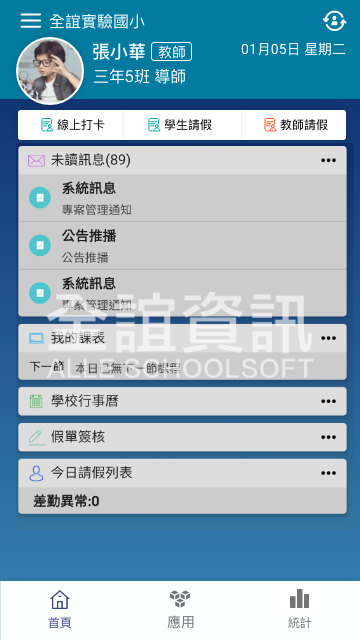 全誼實驗國小
張小華 教師
01月05日 星期二
三年5班 導師
線上打卡 學生請假 教師請假
未讀訊息(89)
系統訊息
專案管理通知
公告推播
公告推播
系統訊息
專案管理通知
全誼資訊
我的課表
下一節 本日已無下一節課程
ALLE SCHOOLSOFT
學校行事曆
假單簽核
今日請假列表
差勤異常:0
首頁 應用 統計